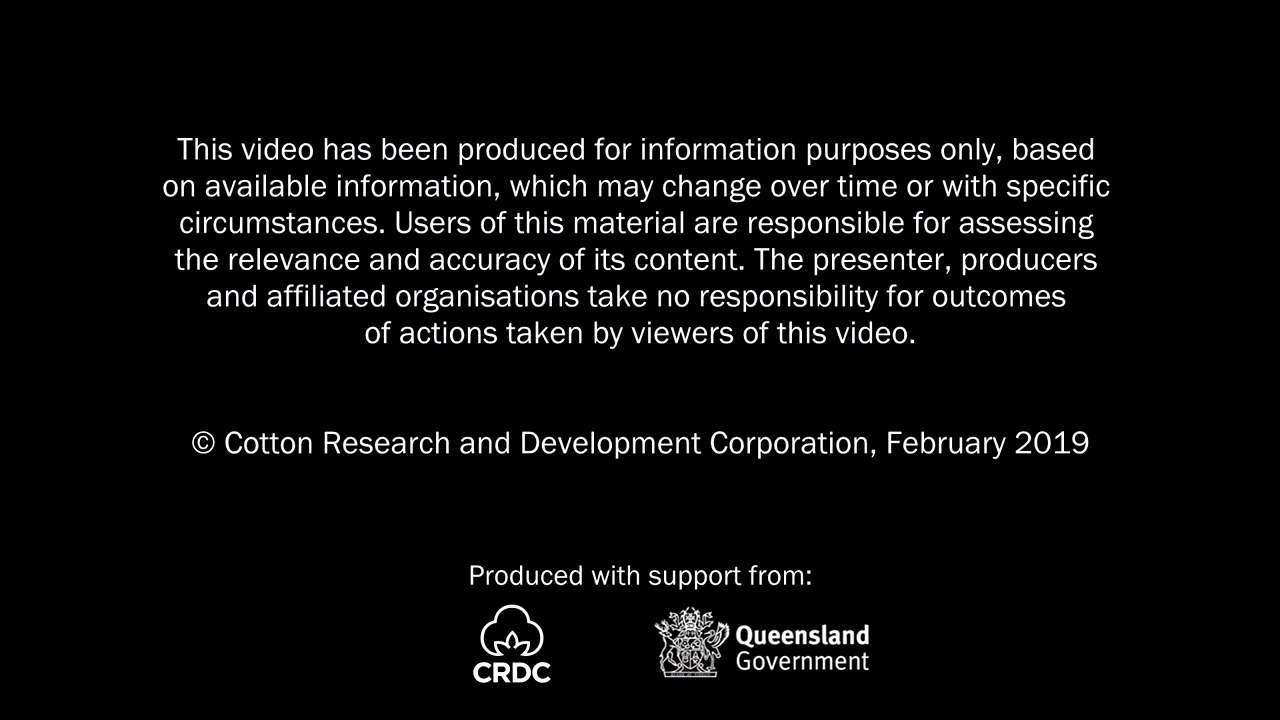 This video has been produced for information purposes only, based
on available information, which may change over time or with specific
circumstances. Users of this material are responsible for assessing
the relevance and accuracy of its content. The presenter, producers
and affiliated organisations take no responsibility for outcomes
of actions taken by viewers of this video.
© Cotton Research and Development Corporation, February 2019
Produced with support from:
CRDC
Queensland
Government